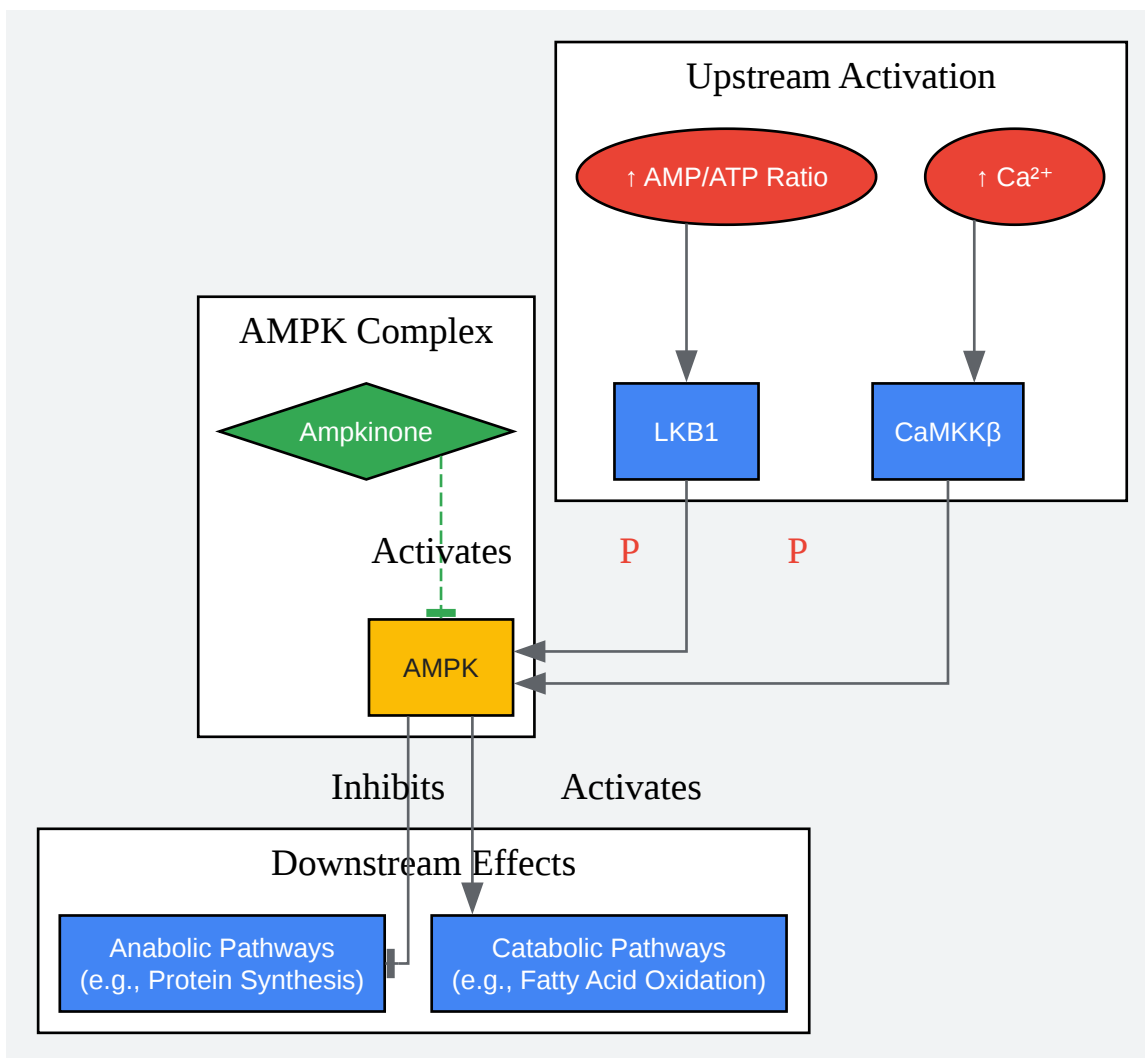 Upstream Activation
↑ AMP/ATP Ratio
↑ Ca²⁺
AMPK Complex
Ampkinone
LKB1
CaMKKβ
Activates
P
P
AMPK
Inhibits
Activates
Downstream Effects
Anabolic Pathways
(e.g., Protein Synthesis)
Catabolic Pathways
(e.g., Fatty Acid Oxidation)